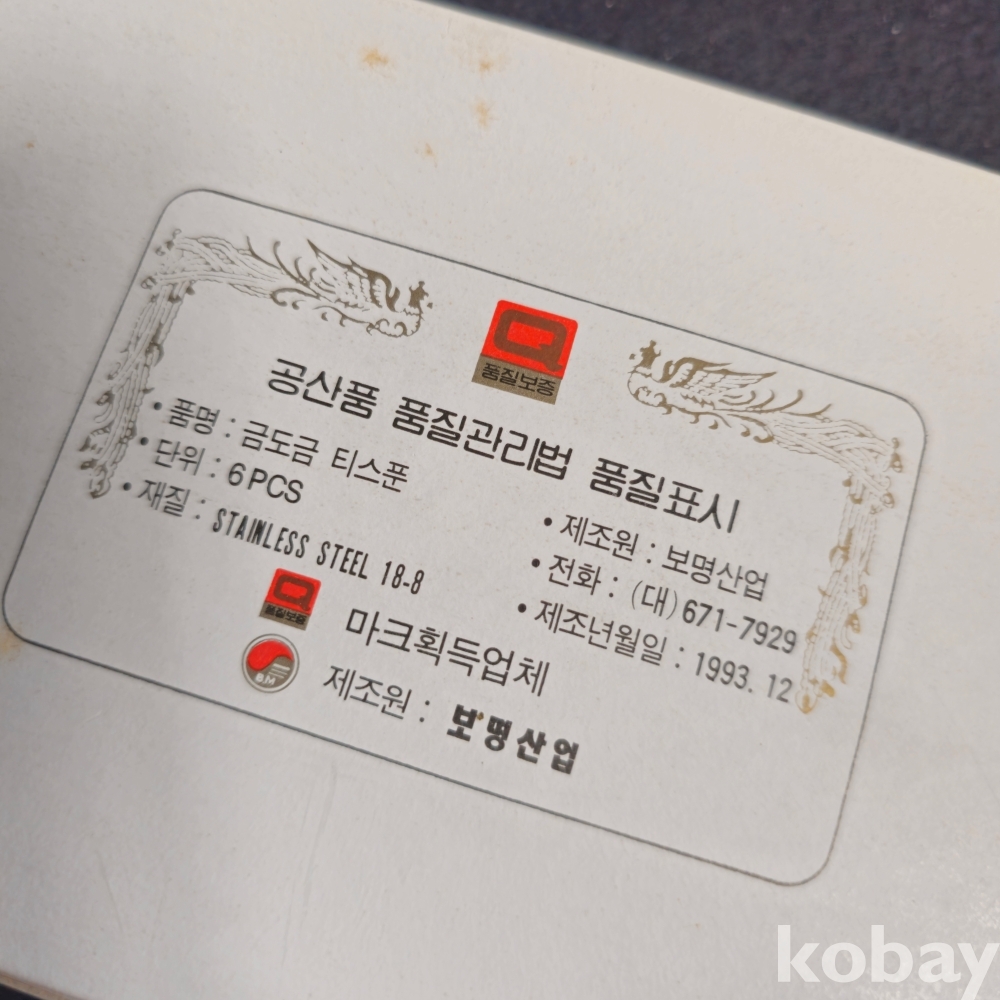 Q
품질보증
공산품 품질관리법 품질표시
• 품명 : 금도금 티스푼
• 단위 : 6PCS
• 재질 : STAINLESS STEEL 18-8
• 제조원 : 보명산업
• 전화 : (대) 671-7929
• 제조년월일 : 1993. 12
Q
품질보증
마크획득업체
B.M
제조원 : 보명산업
kobay